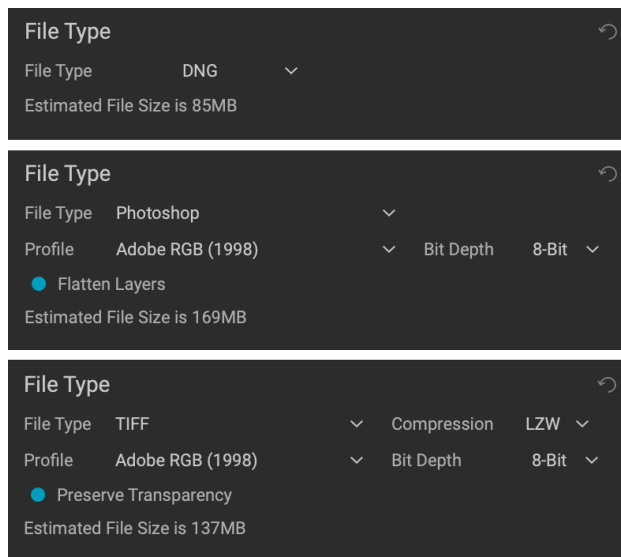 File Type
File Type DNG
Estimated File Size is 85MB
File Type
File Type Photoshop
Profile Adobe RGB (1998) Bit Depth 8-Bit
Flatten Layers
Estimated File Size is 169MB
File Type
File Type TIFF Compression LZW
Profile Adobe RGB (1998) Bit Depth 8-Bit
Preserve Transparency
Estimated File Size is 137MB